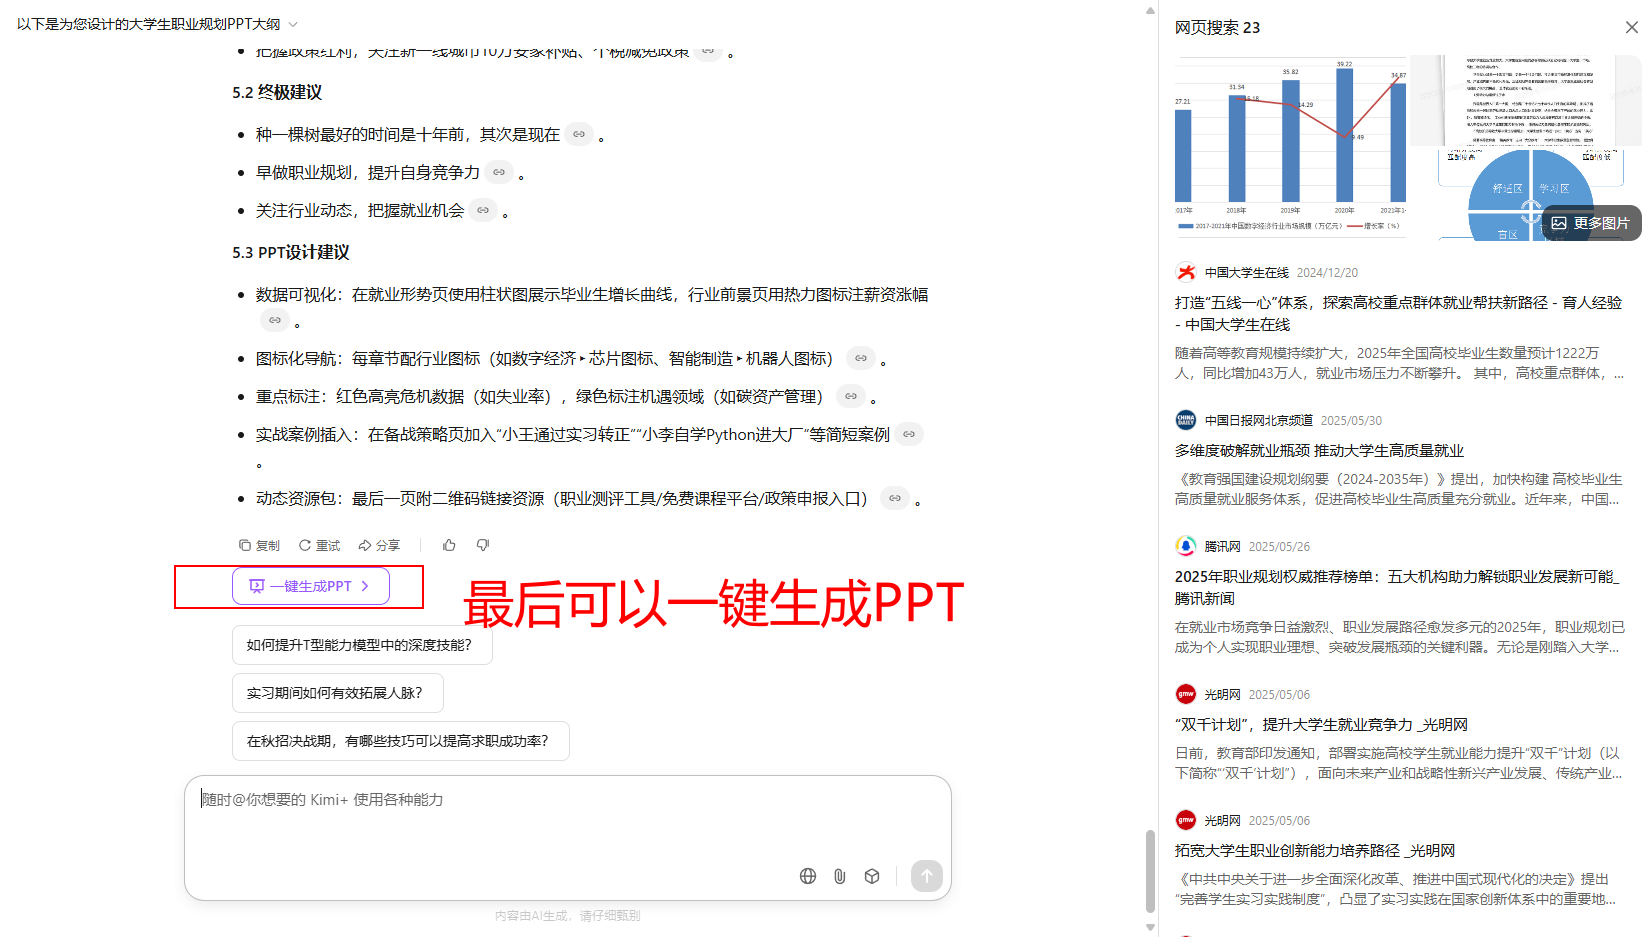 以下是为您设计的大学生职业规划PPT大纲
把握政策红利，关注新一线城市10万安家补贴、个税减免政策 。
5.2 终极建议
种一棵树最好的时间是十年前，其次是现在 。
早做职业规划，提升自身竞争力 。
关注行业动态，把握就业机会 。
5.3 PPT设计建议
数据可视化：在就业形势页使用柱状图展示毕业生增长曲线，行业前景页用热力图标注薪资涨幅
。
图标化导航：每章节配行业图标（如数字经济▸芯片图标、智能制造▸机器人图标） 。
重点标注：红色高亮危机数据（如失业率），绿色标注机遇领域（如碳资产管理） 。
实战案例插入：在备战策略页加入“小王通过实习转正”“小李自学Python进大厂”等简短案例
。
动态资源包：最后一页附二维码链接资源（职业测评工具/免费课程平台/政策申报入口） 。
复制 重试 分享
一键生成PPT
最后可以一键生成PPT
如何提升T型能力模型中的深度技能？
实习期间如何有效拓展人脉？
在秋招决战期，有哪些技巧可以提高求职成功率？
随时@你想要的 Kimi+ 使用各种能力
内容由AI生成，请仔细甄别
网页搜索 23
39.22
35.82
34.87
31.34
27.21
15.18
14.29
9.49
2018年 2019年 2020年
2017-2021年中国数字经济行业市场规模（万亿元） 增长率（%）
舒适区 学习区
盲区
更多图片
中国大学生在线 2024/12/20
打造“五线一心”体系，探索高校重点群体就业帮扶新路径 - 育人经验
- 中国大学生在线
随着高等教育规模持续扩大，2025年全国高校毕业生数量预计1222万
人，同比增加43万人，就业市场压力不断攀升。 其中，高校重点群体，...
CHINA DAILY
中国日报网北京频道 2025/05/30
多维度破解就业瓶颈 推动大学生高质量就业
《教育强国建设规划纲要（2024-2035年）》提出，加快构建 高校毕业生
高质量就业服务体系，促进高校毕业生高质量充分就业。近年来，中国...
腾讯网 2025/05/26
2025年职业规划权威推荐榜单：五大机构助力解锁职业发展新可能_
腾讯新闻
在就业市场竞争日益激烈、职业发展路径愈发多元的2025年，职业规划已
成为个人实现职业理想、突破发展瓶颈的关键利器。无论是刚踏入大学...
gmw
光明网 2025/05/06
“双千计划”，提升大学生就业竞争力 _光明网
日前，教育部印发通知，部署实施高校学生就业能力提升“双千”计划（以
下简称“‘双千’计划”），面向未来产业和战略性新兴产业发展、传统产业...
gmw
光明网 2025/05/06
拓宽大学生职业创新能力培养路径 _光明网
《中共中央关于进一步全面深化改革、推进中国式现代化的决定》提出
“完善学生实习实践制度”，凸显了实习实践在国家创新体系中的重要地...